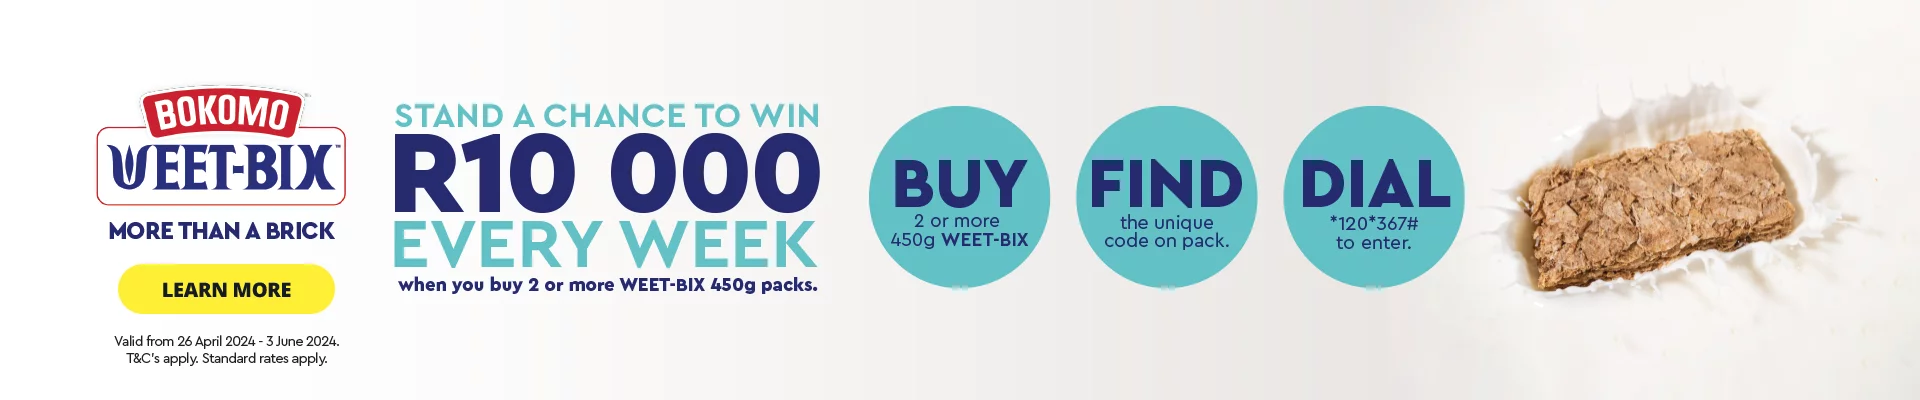 BOKOMO
WEET-BIX™
MORE THAN A BRICK
LEARN MORE
Valid from 26 April 2024 - 3 June 2024.
T&C's apply. Standard rates apply.
STAND A CHANCE TO WIN
R10 000
EVERY WEEK
when you buy 2 or more WEET-BIX 450g packs.
BUY
2 or more
450g WEET-BIX
FIND
the unique
code on pack.
DIAL
*120*367#
to enter.